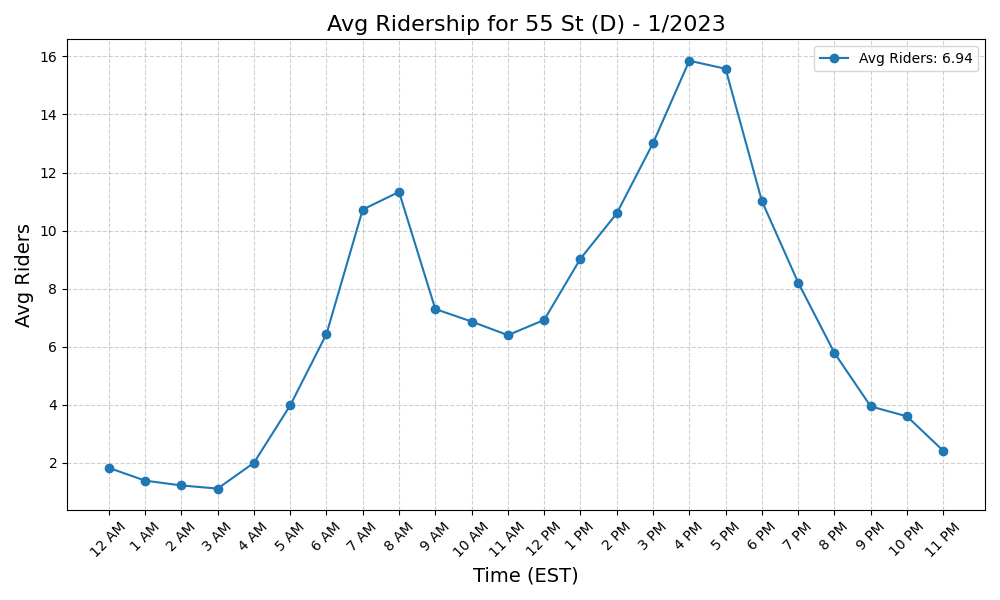 Avg Ridership for 55 St (D) - 1/2023
Avg Riders: 6.94
Avg Riders
16
14
12
10
8
6
4
2
12 AM
1 AM
2 AM
3 AM
4 AM
5 AM
6 AM
7 AM
8 AM
9 AM
10 AM
11 AM
12 PM
1 PM
2 PM
3 PM
4 PM
5 PM
6 PM
7 PM
8 PM
9 PM
10 PM
11 PM
Time (EST)